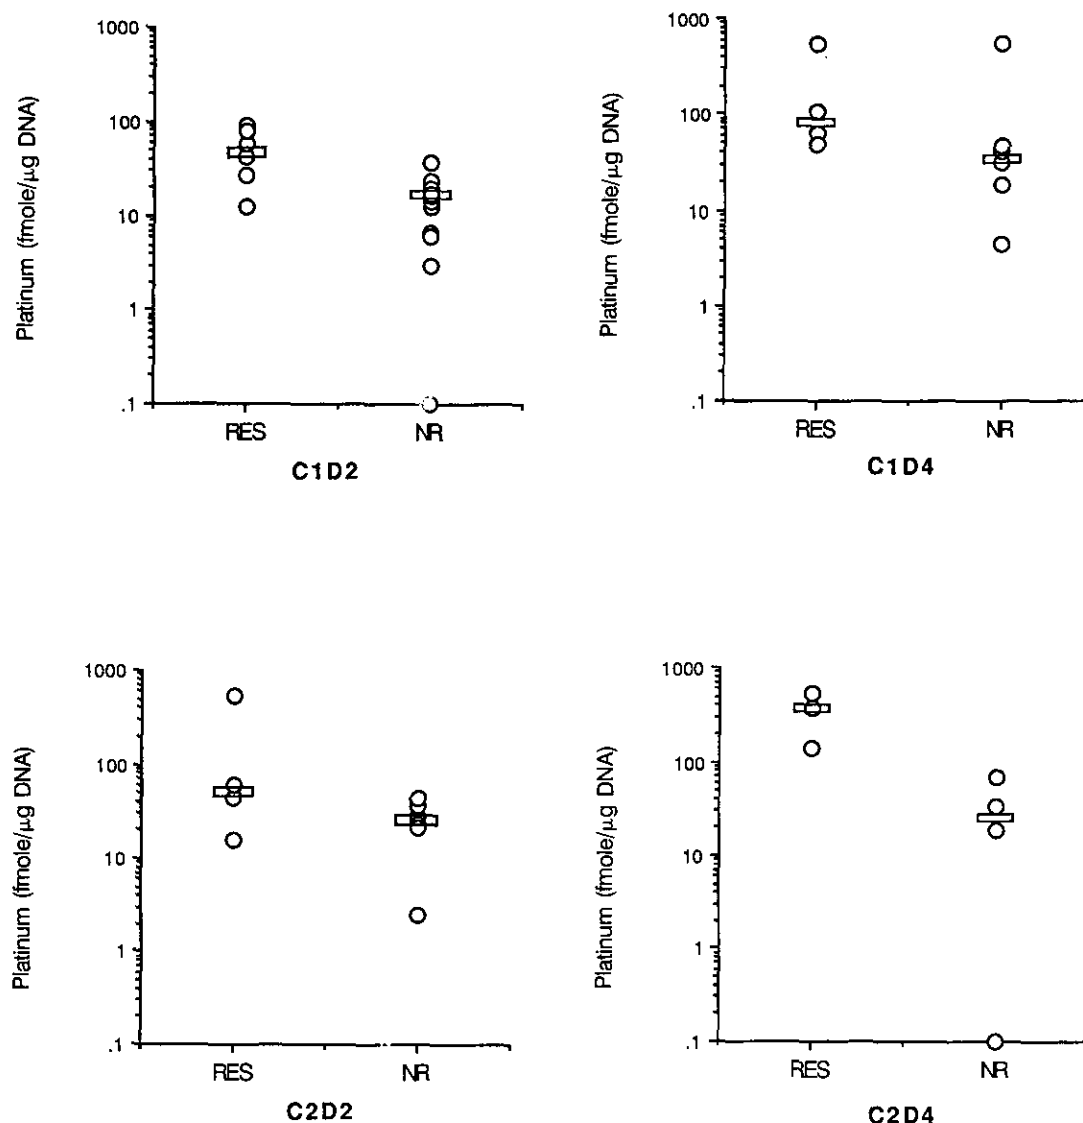 Platinum (fmole/μg DNA)
1000
100
10
1
.1
RES
NR
C1D2
Platinum (fmole/μg DNA)
1000
100
10
1
.1
RES
NR
C1D4
Platinum (fmole/μg DNA)
1000
100
10
1
.1
RES
NR
C2D2
Platinum (fmole/μg DNA)
1000
100
10
1
.1
RES
NR
C2D4